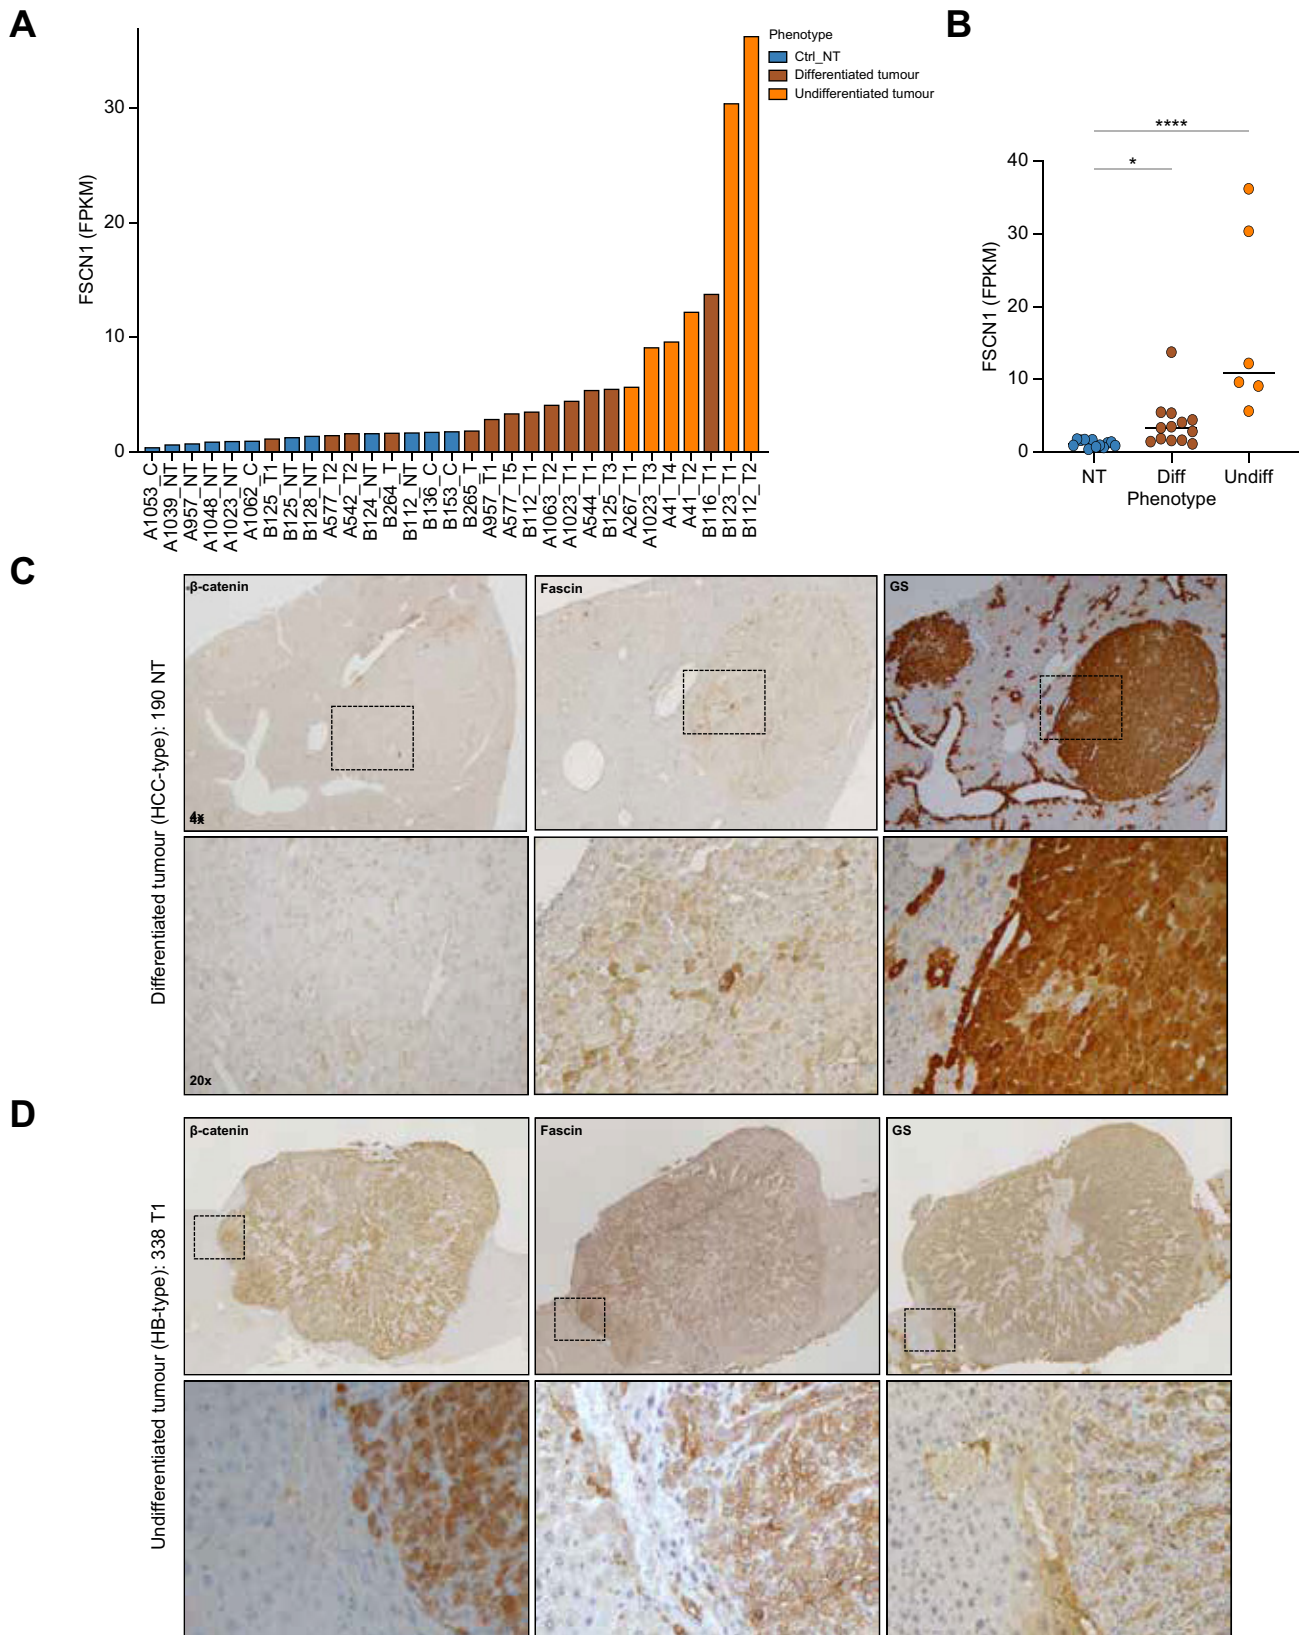 A
B
Phenotype
Ctrl_NT
Differentiated tumour
Undifferentiated tumour
FSCN1 (FPKM)
30
20
10
0
A1053_C
A1039_NT
A957_NT
A1048_NT
A1023_NT
A1062_C
B125_T1
B125_NT
B128_NT
A577_T2
A542_T2
B124_NT
B264_T
B112_NT
B136_C
B153_C
B265_T
A957_T1
A577_T5
B112_T1
A1063_T2
A1023_T1
A544_T1
B125_T3
A267_T1
A1023_T3
A41_T4
A41_T2
B116_T1
B123_T1
B112_T2
****
*
FSCN1 (FPKM)
40
30
20
10
0
NT
Diff
Undiff
Phenotype
C
Differentiated tumour (HCC-type): 190 NT
β-catenin
Fascin
GS
4x
20x
D
Undifferentiated tumour (HB-type): 338 T1
β-catenin
Fascin
GS